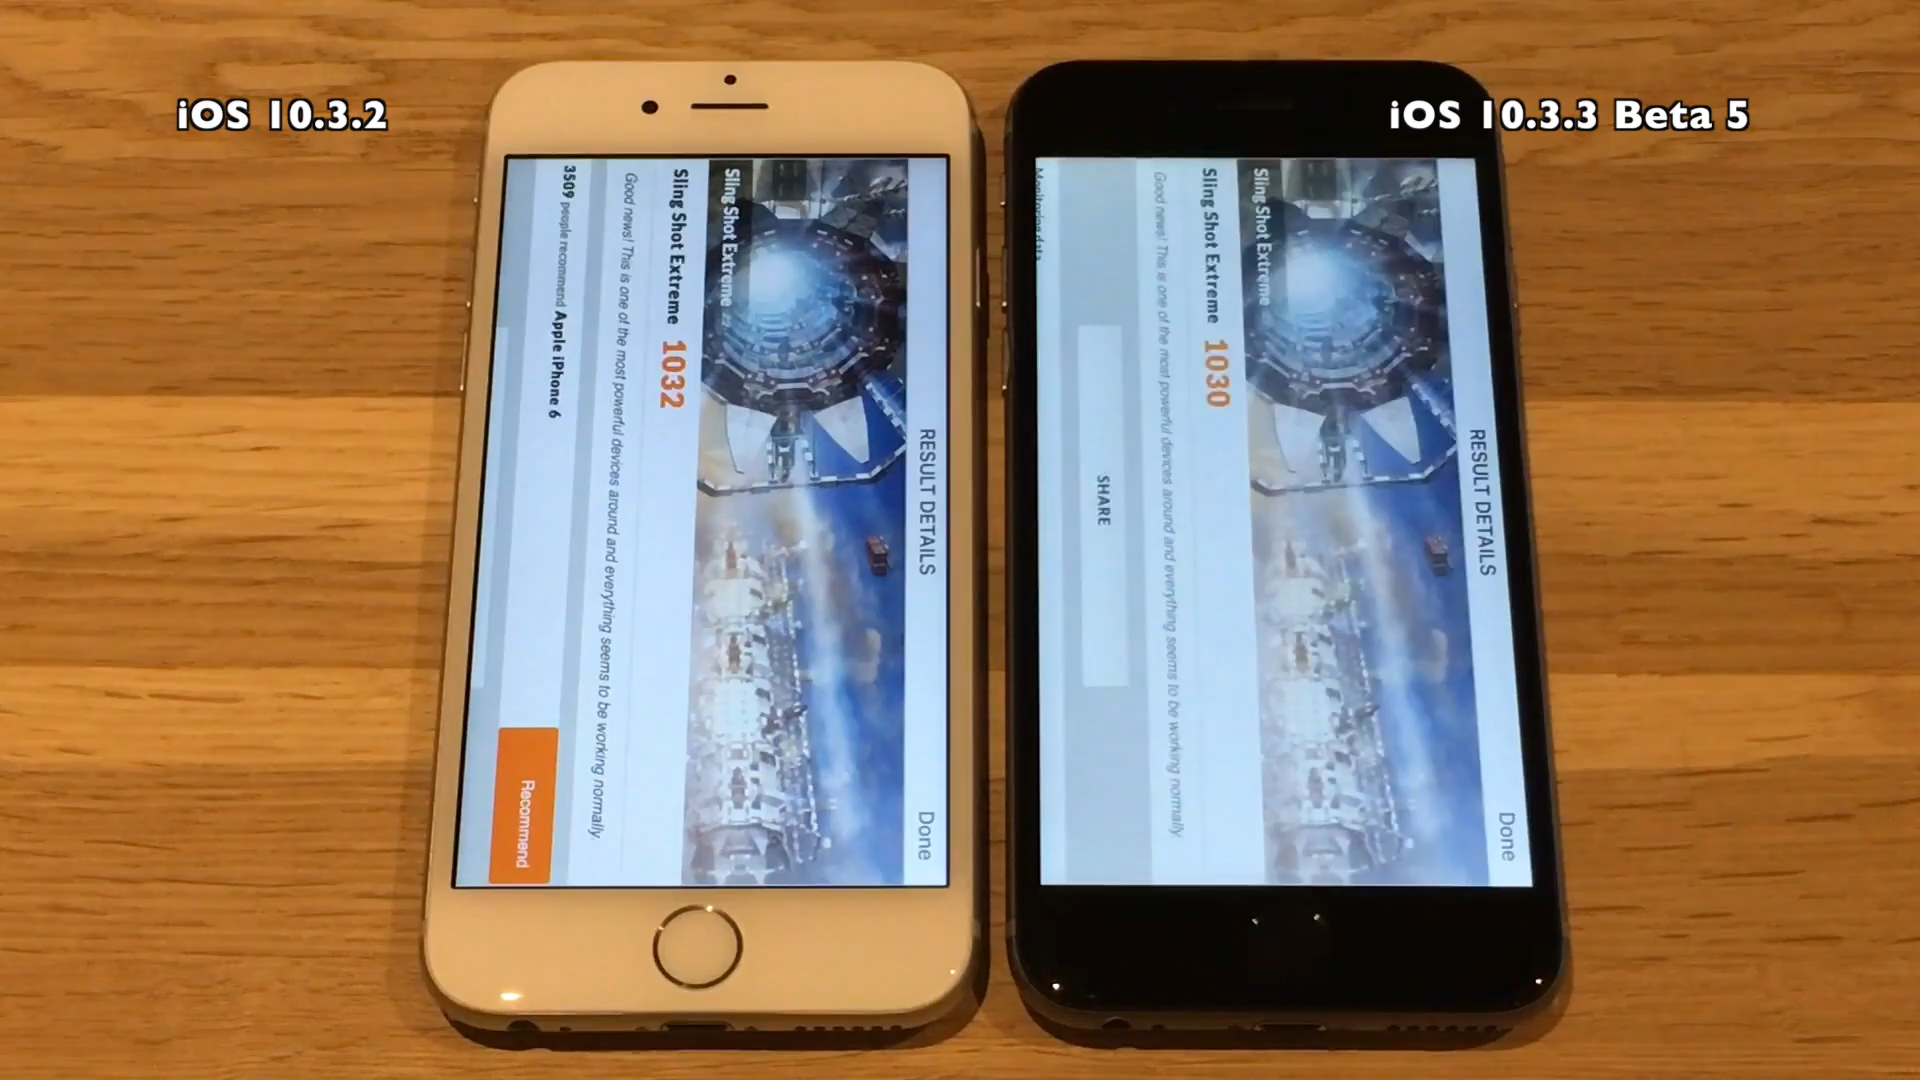 iOS 10.3.2
iOS 10.3.3 Beta 5
RESULT DETAILS
Done
Sling Shot Extreme
Sling Shot Extreme 1032
Good news! This is one of the most powerful devices around and everything seems to be working normally.
3509 people recommend Apple iPhone 6
Recommend
RESULT DETAILS
Done
Sling Shot Extreme
Sling Shot Extreme 1030
Good news! This is one of the most powerful devices around and everything seems to be working normally.
SHARE
Monitoring data